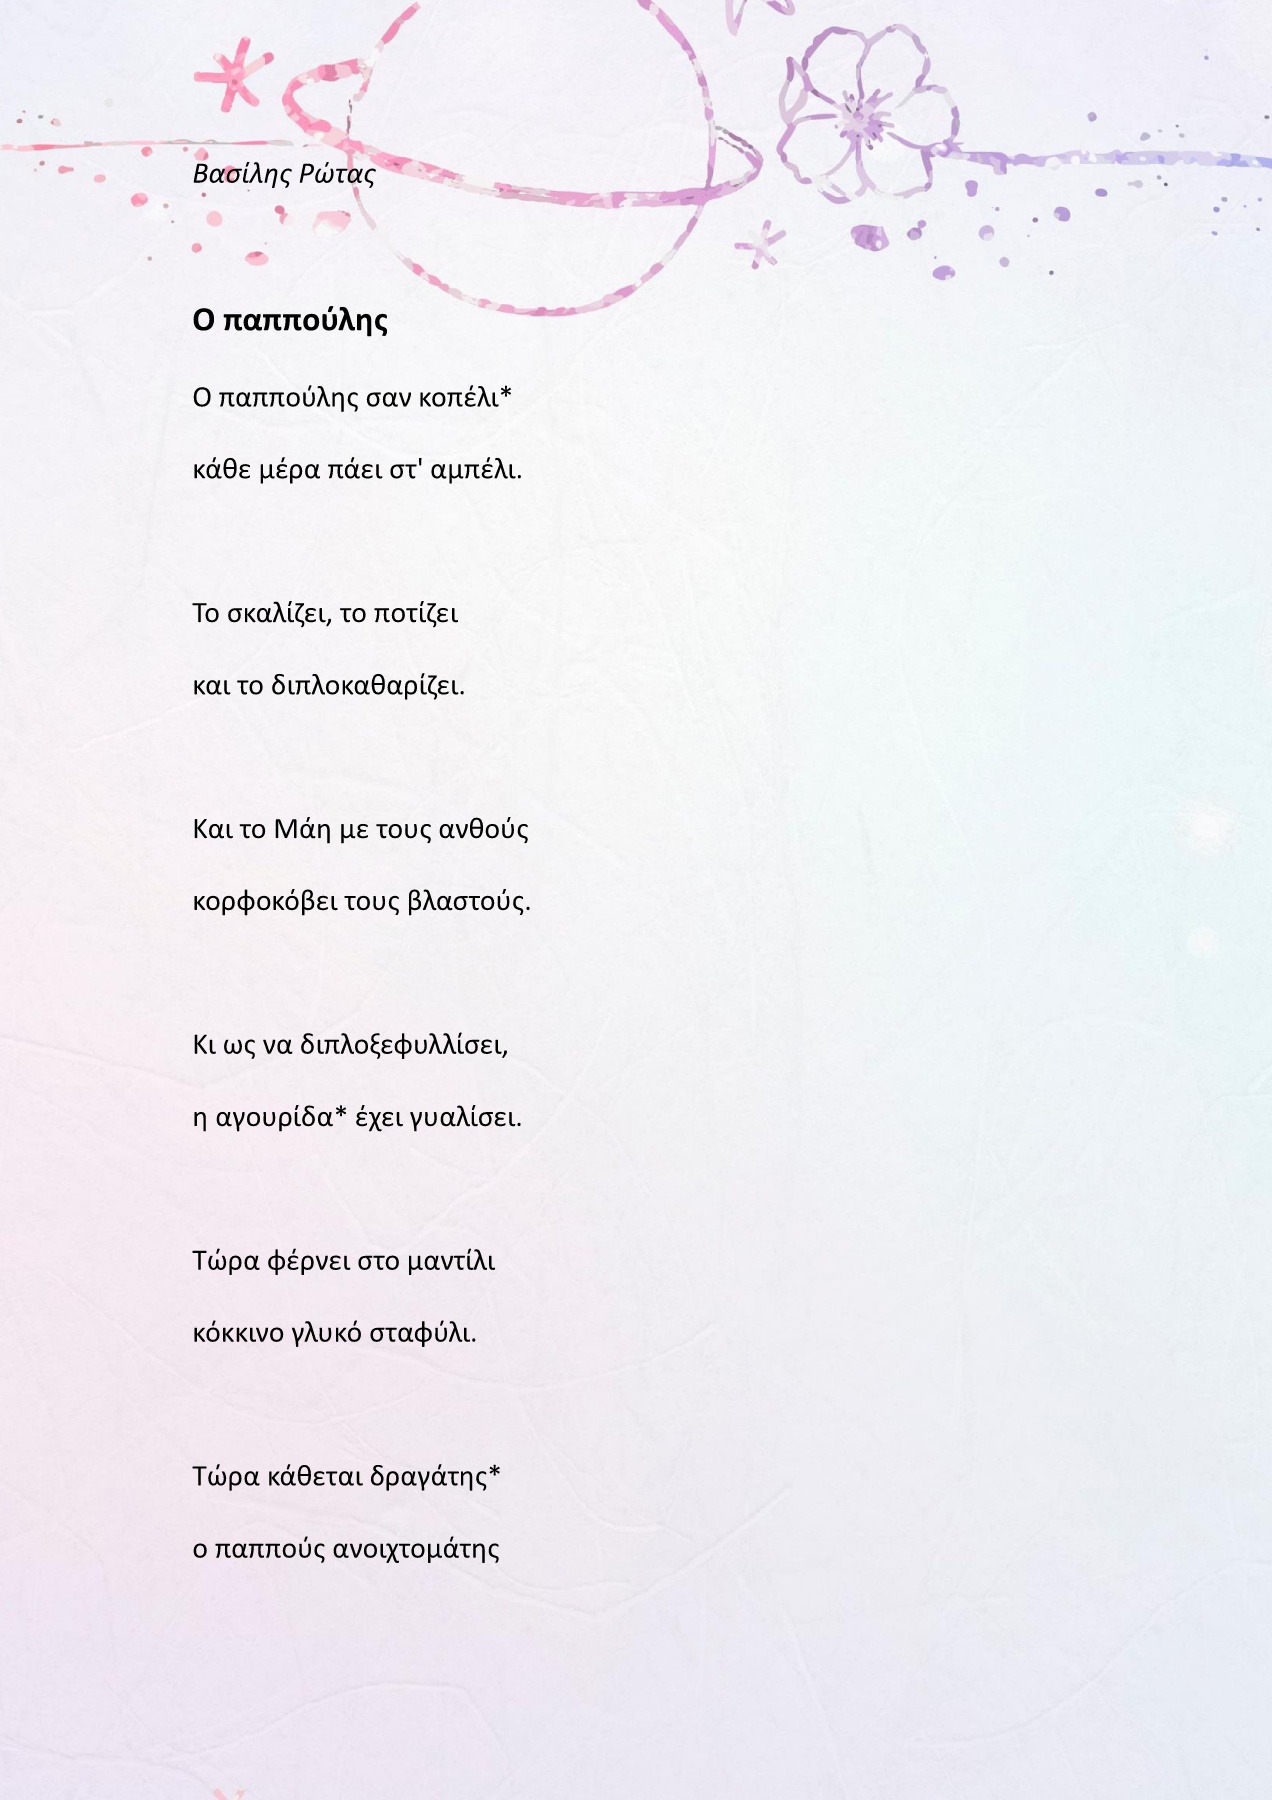 Βασίλης Ρώτας
Ο παππούλης
Ο παππούλης σαν κοπέλι*
κάθε μέρα πάει στ' αμπέλι.
Το σκαλίζει, το ποτίζει
και το διπλοκαθαρίζει.
Και το Μάη με τους ανθούς
κορφοκόβει τους βλαστούς.
Κι ως να διπλοξεφυλλίσει,
η αγουρίδα* έχει γυαλίσει.
Τώρα φέρνει στο μαντίλι
κόκκινο γλυκό σταφύλι.
Τώρα κάθεται δραγάτης*
ο παππούς ανοιχτομάτης